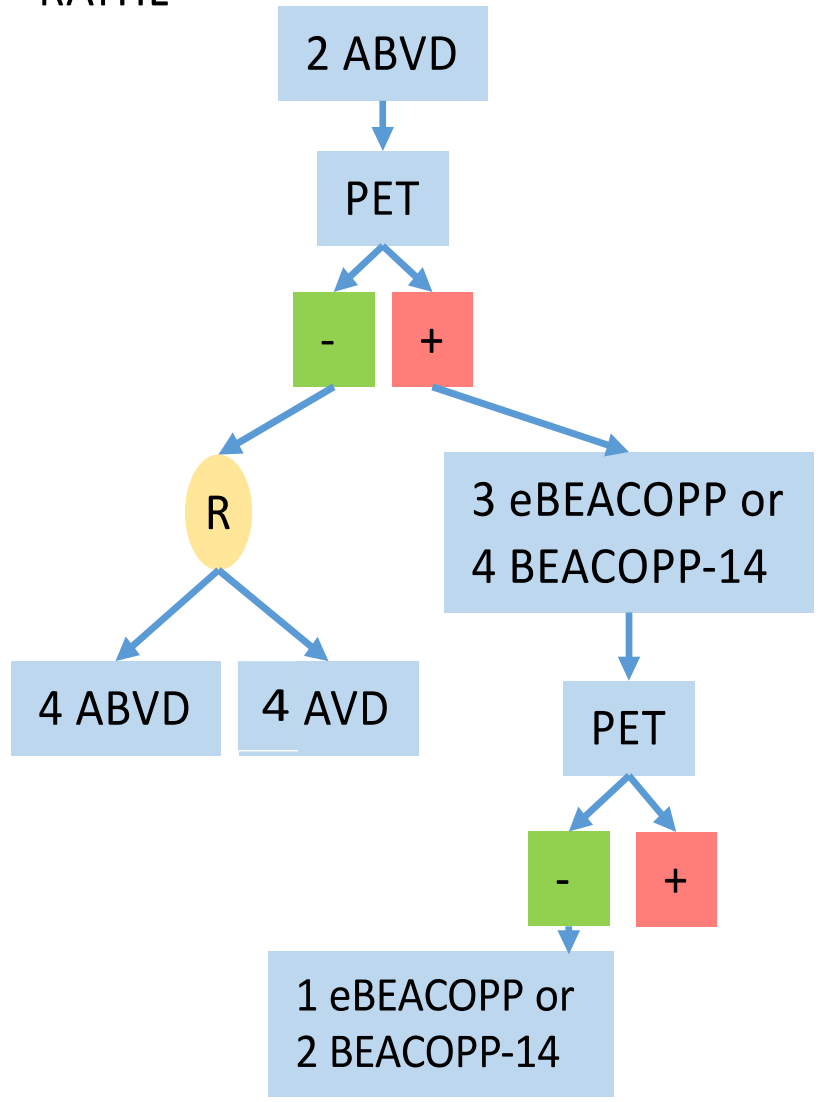 2 ABVD
PET
-
+
R
3 eBEACOPP or
4 BEACOPP-14
4 ABVD
4 AVD
PET
-
+
1 eBEACOPP or
2 BEACOPP-14